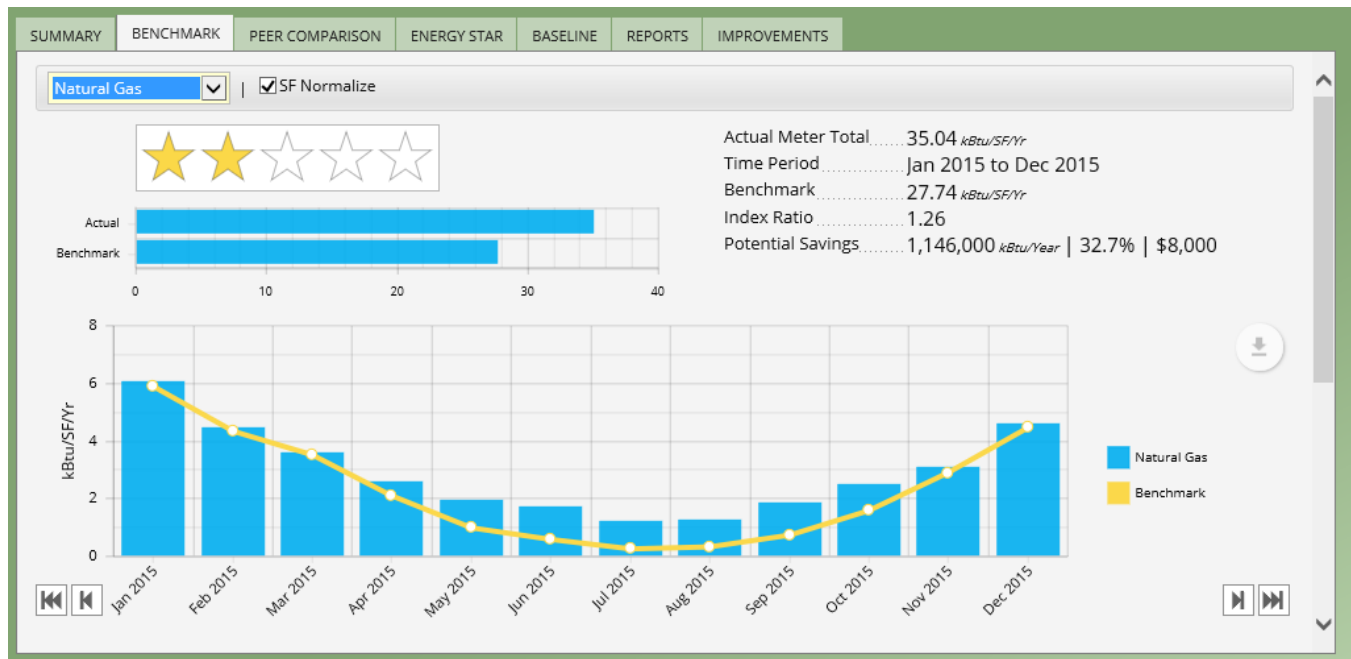 SUMMARY BENCHMARK PEER COMPARISON ENERGY STAR BASELINE REPORTS IMPROVEMENTS
Natural Gas | SF Normalize
Actual Meter Total 35.04 kBtu/SF/Yr
Time Period Jan 2015 to Dec 2015
Benchmark 27.74 kBtu/SF/Yr
Index Ratio 1.26
Potential Savings 1,146,000 kBtu/Year | 32.7% | $8,000
Actual
Benchmark
0 10 20 30 40
8
6
4
2
0
kBtu/SF/Yr
Jan 2015 Feb 2015 Mar 2015 Apr 2015 May 2015 Jun 2015 Jul 2015 Aug 2015 Sep 2015 Oct 2015 Nov 2015 Dec 2015
Natural Gas
Benchmark